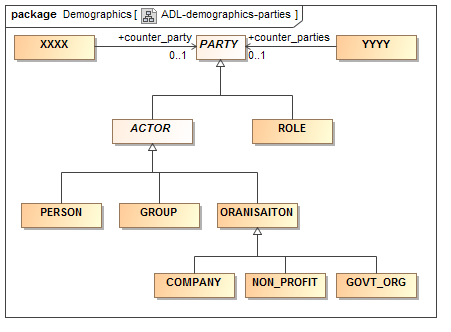 package Demographics [ ADL-demographics-parties ]
XXXX +counter_party PARTY +counter_parties YYYY
0..1 0..1
ACTOR ROLE
PERSON GROUP ORANISAITON
COMPANY NON_PROFIT GOVT_ORG